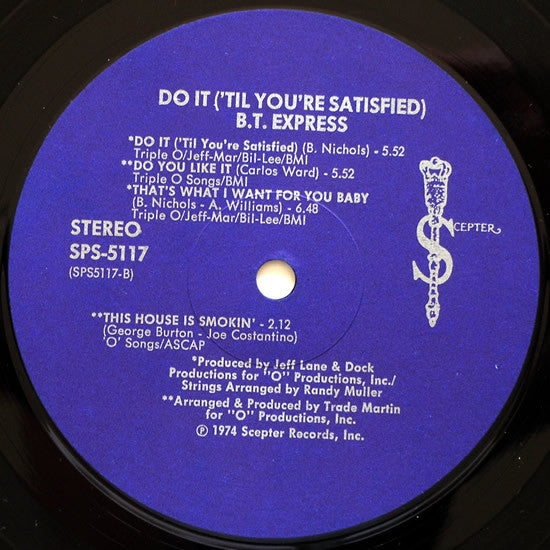 DO IT ('TIL YOU'RE SATISFIED)
B.T. EXPRESS
*DO IT ('Til You're Satisfied) (B. Nichols) - 5.52
Triple O/Jeff-Mar/Bil-Lee/BMI
**DO YOU LIKE IT (Carlos Ward) - 5.52
Triple O Songs/BMI
*THAT'S WHAT I WANT FOR YOU BABY
(B. Nichols - A. Williams) - 6.48
Triple O/Jeff-Mar/Bil-Lee/BMI
STEREO
SPS-5117
(SPS5117-B)
SCEPTER
**THIS HOUSE IS SMOKIN' - 2.12
(George Burton - Joe Costantino)
'O' Songs/ASCAP
*Produced by Jeff Lane & Dock
Productions for "O" Productions, Inc./
Strings Arranged by Randy Muller
**Arranged & Produced by Trade Martin
for "O" Productions, Inc.
℗ 1974 Scepter Records, Inc.